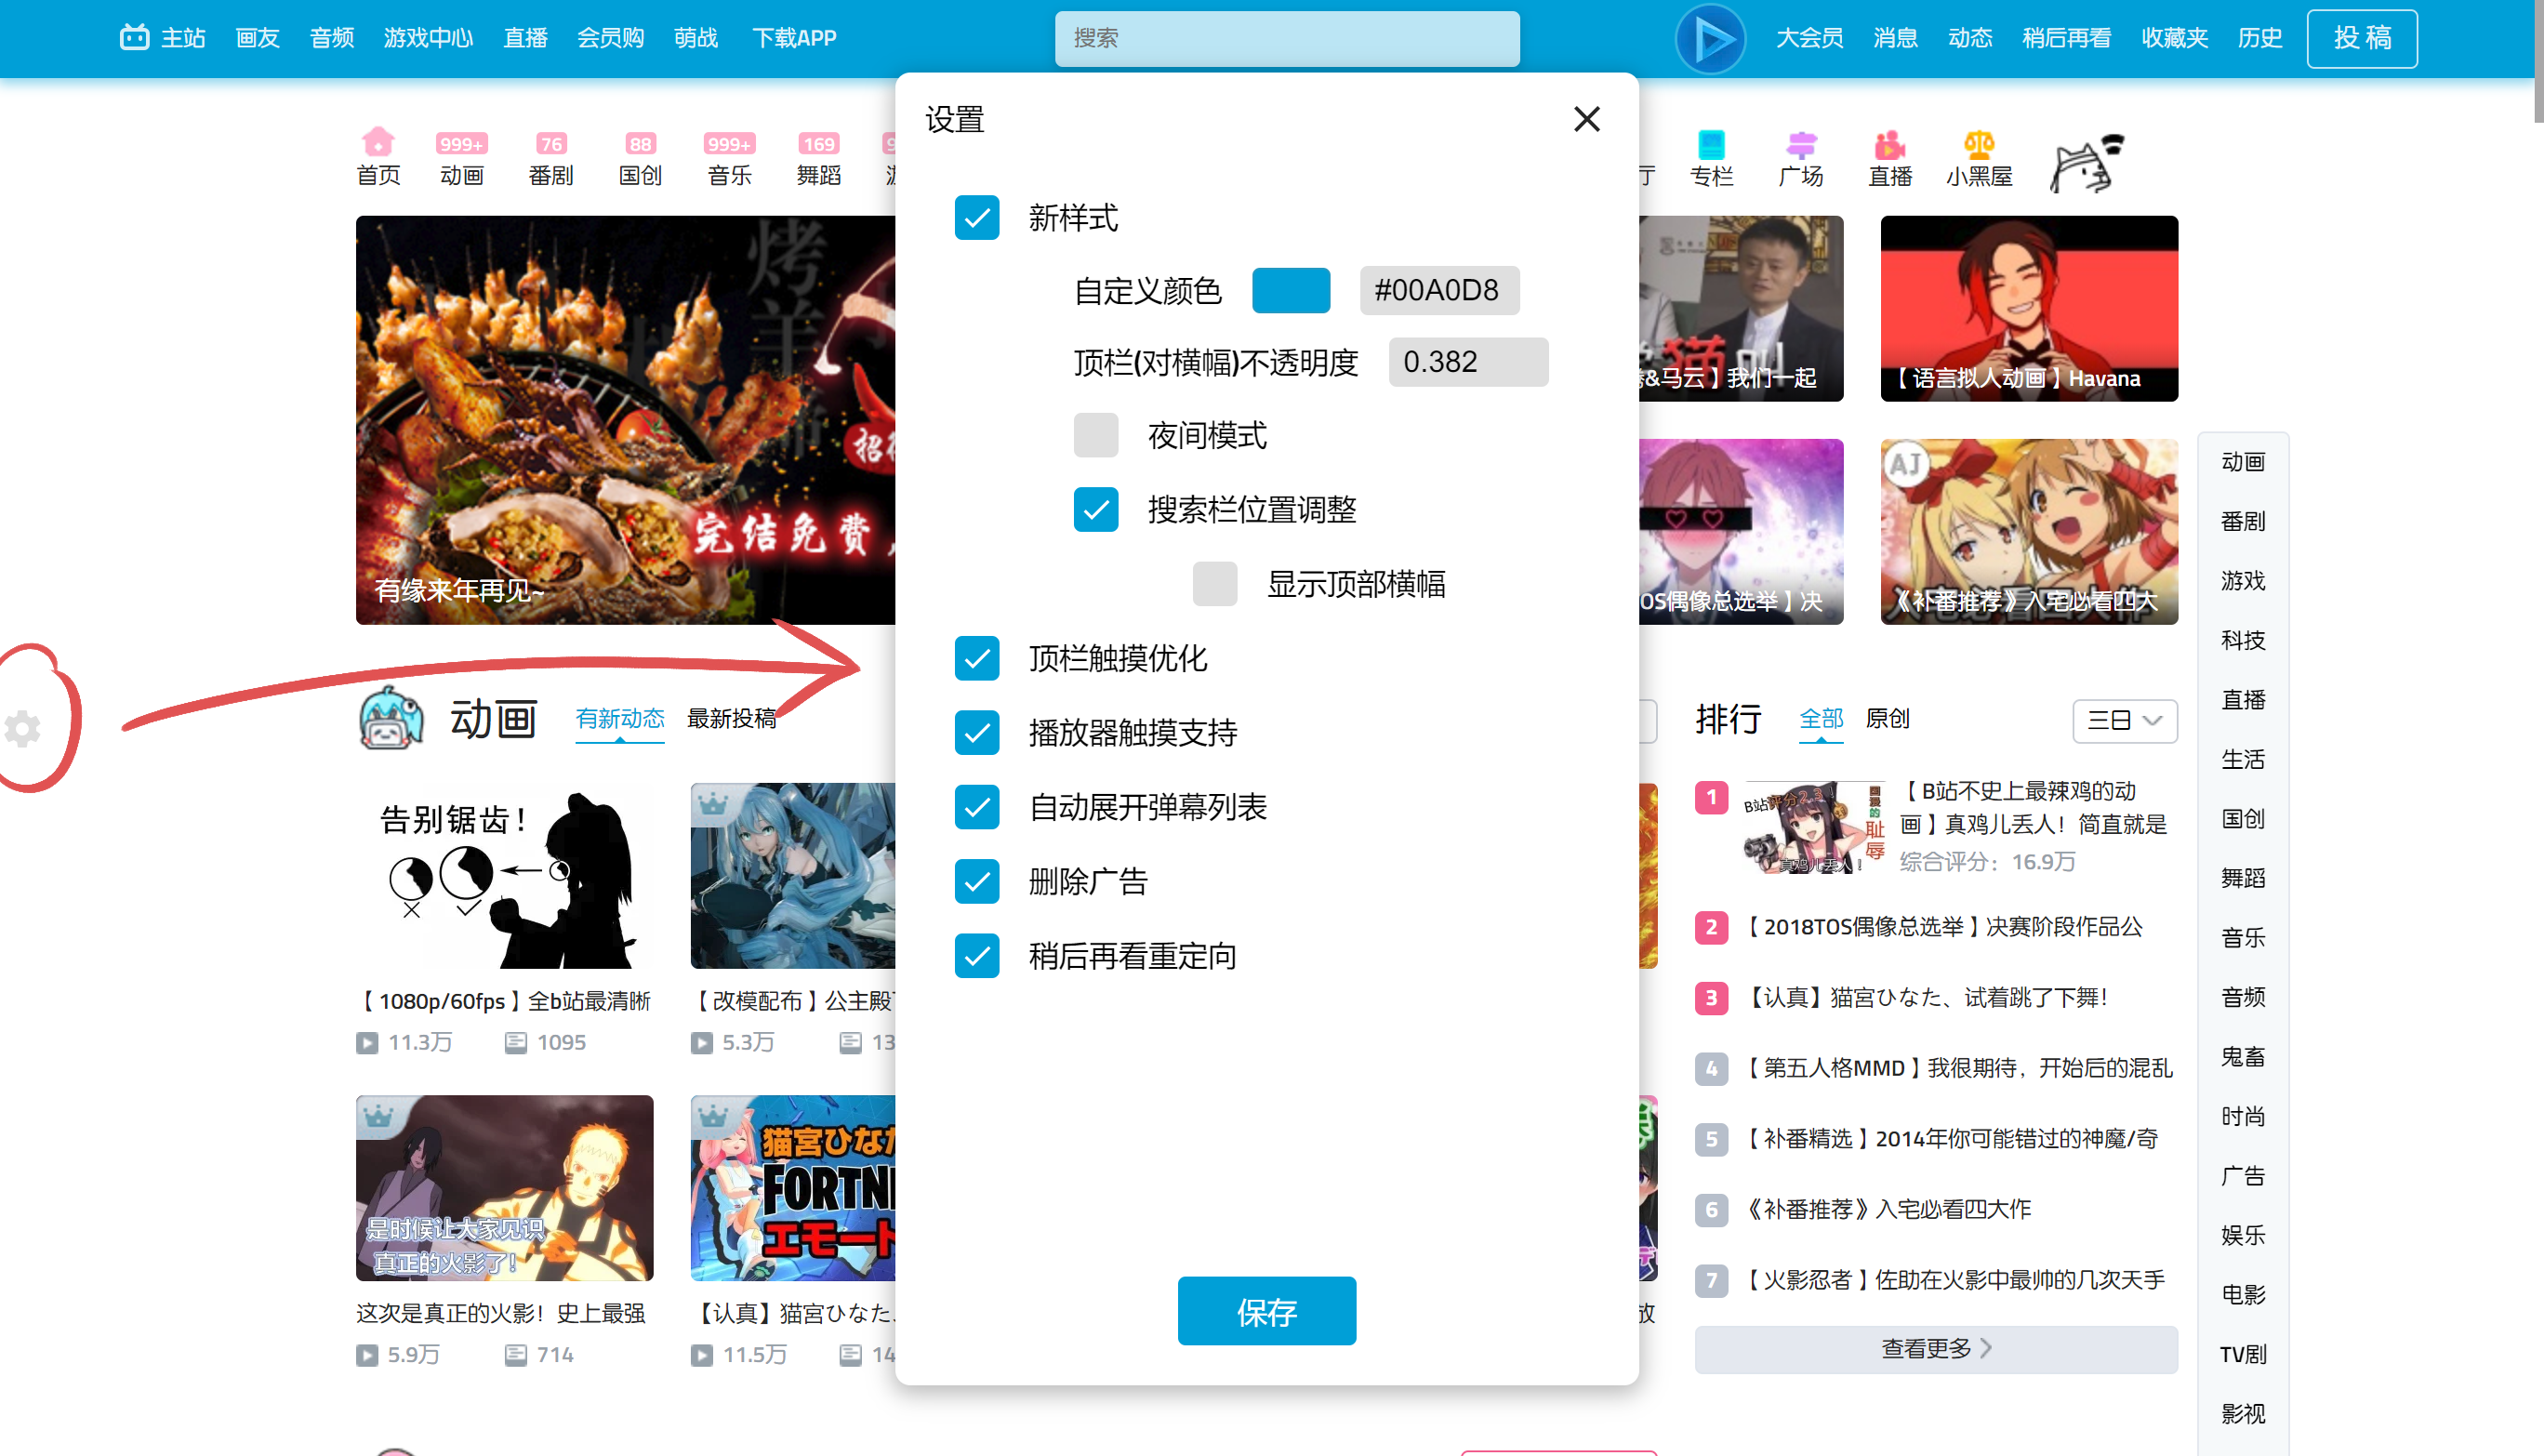 主站 画友 音频 游戏中心 直播 会员购 萌战 下载APP 搜索 大会员 消息 动态 稍后再看 收藏夹 历史 投稿
999+ 76 88 999+ 169
首页 动画 番剧 国创 音乐 舞蹈 专栏 广场 直播 小黑屋
烤羊
招
完结免费
有缘来年再见~
猫叫
&马云】我们一起
【语言拟人动画】Havana
OS偶像总选举】决
AJ
《补番推荐》入宅必看四大
设置
新样式
自定义颜色 #00A0D8
顶栏(对横幅)不透明度 0.382
夜间模式
搜索栏位置调整
显示顶部横幅
顶栏触摸优化
播放器触摸支持
自动展开弹幕列表
删除广告
稍后再看重定向
保存
动画 有新动态 最新投稿
告别锯齿！
【1080p/60fps】全b站最清晰
11.3万 1095
【改模配布】公主殿
5.3万 13
是时候让大家见识
真正的火影了！
这次是真正的火影！史上最强
5.9万 714
猫宮ひなた
FORTNI
エモート
【认真】猫宫ひなた、
11.5万 14
放
排行 全部 原创 三日
1
B站评分2.3！
国漫的耻辱
真鸡儿丢人！
【B站不史上最辣鸡的动
画】真鸡儿丢人！简直就是
综合评分：16.9万
2 【2018TOS偶像总选举】决赛阶段作品公
3 【认真】猫宫ひなた、试着跳了下舞！
4 【第五人格MMD】我很期待，开始后的混乱
5 【补番精选】2014年你可能错过的神魔/奇
6 《补番推荐》入宅必看四大作
7 【火影忍者】佐助在火影中最帅的几次天手
查看更多
动画
番剧
游戏
科技
直播
生活
国创
舞蹈
音乐
音频
鬼畜
时尚
广告
娱乐
电影
TV剧
影视